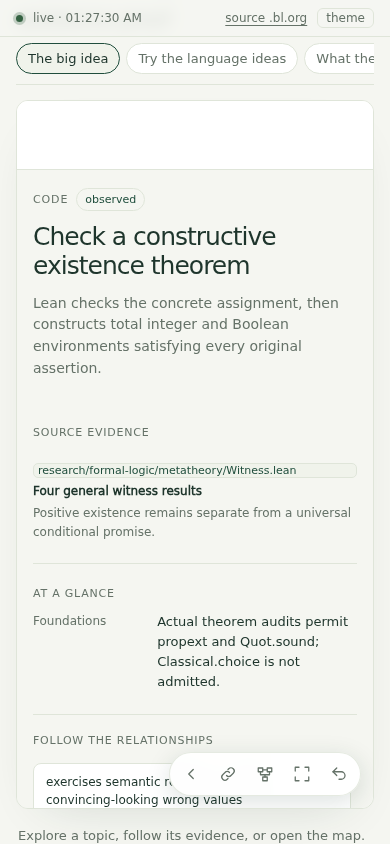 live · 01:27:30 AM
source .bl.org
theme
The big idea
Try the language ideas
What the
CODE
observed
Check a constructive
existence theorem
Lean checks the concrete assignment, then
constructs total integer and Boolean
environments satisfying every original
assertion.
SOURCE EVIDENCE
research/formal-logic/metatheory/Witness.lean
Four general witness results
Positive existence remains separate from a universal
conditional promise.
AT A GLANCE
Foundations
Actual theorem audits permit
propext and Quot.sound;
Classical.choice is not
admitted.
FOLLOW THE RELATIONSHIPS
exercises semantic
convincing-looking wrong values
Explore a topic, follow its evidence, or open the map.